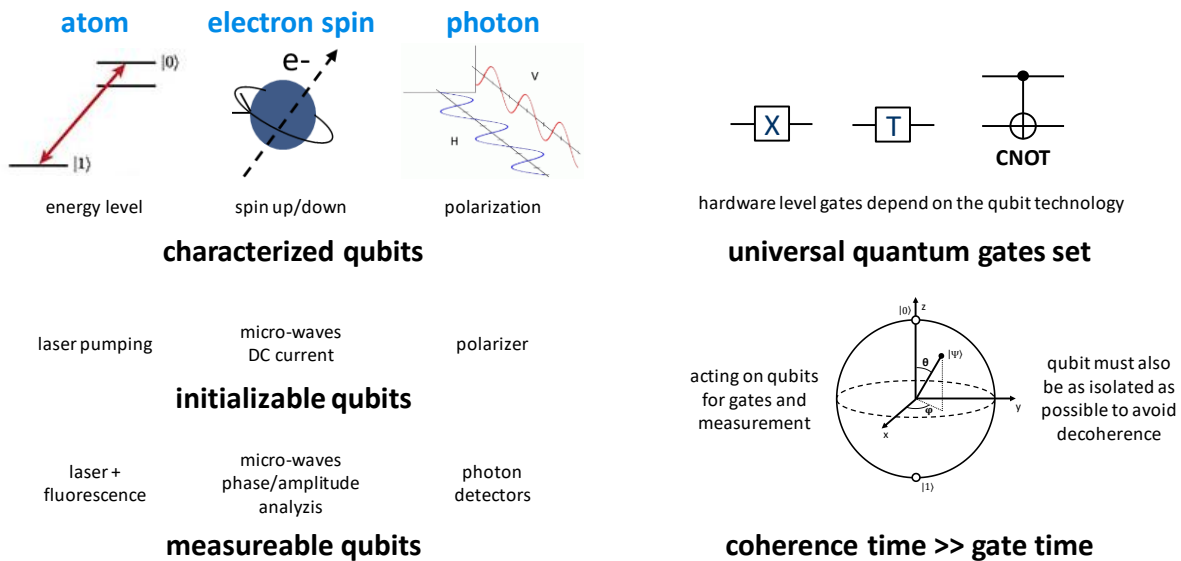 atom
electron spin
photon
|0⟩
|1⟩
e-
V
H
energy level
spin up/down
polarization
characterized qubits
laser pumping
micro-waves
DC current
polarizer
initializable qubits
laser +
fluorescence
micro-waves
phase/amplitude
analyzis
photon
detectors
measureable qubits
X
T
CNOT
hardware level gates depend on the qubit technology
universal quantum gates set
acting on qubits
for gates and
measurement
|0⟩
z
|Ψ⟩
θ
φ
y
x
|1⟩
qubit must also
be as isolated as
possible to avoid
decoherence
coherence time >> gate time